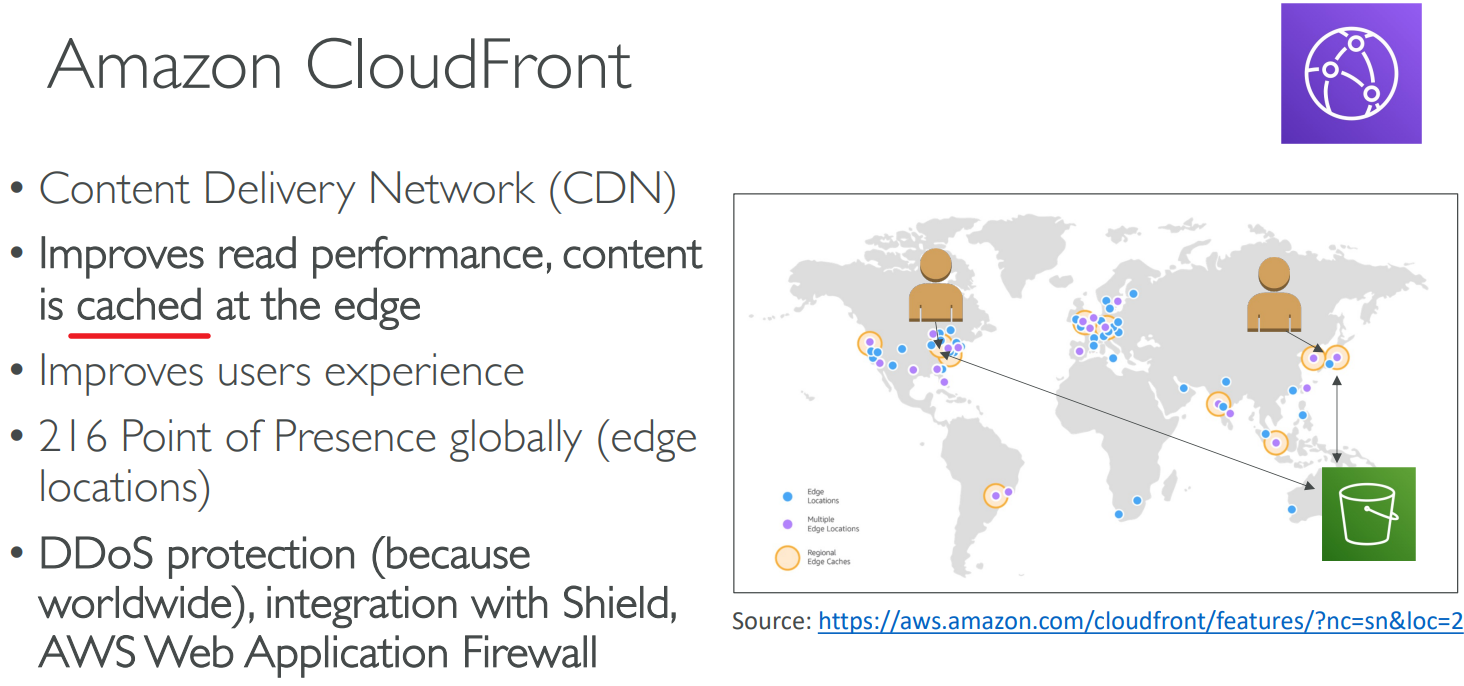 Amazon CloudFront
• Content Delivery Network (CDN)
• Improves read performance, content
is cached at the edge
• Improves users experience
• 216 Point of Presence globally (edge
locations)
• DDoS protection (because
worldwide), integration with Shield,
AWS Web Application Firewall
Edge
Locations
Multiple
Edge Locations
Regional
Edge Caches
Source: https://aws.amazon.com/cloudfront/features/?nc=sn&loc=2